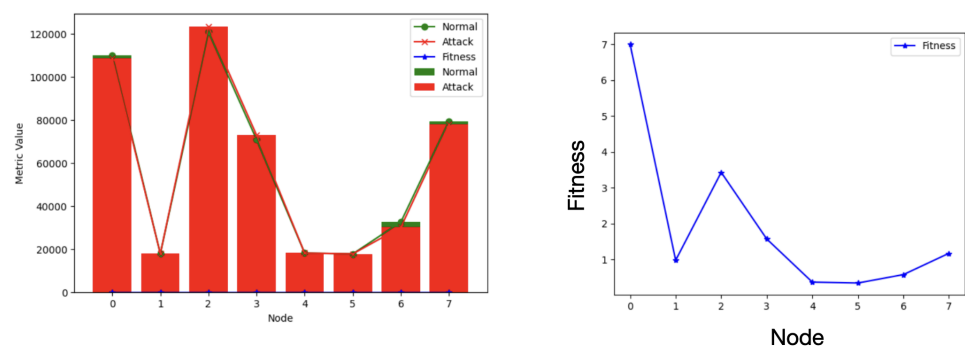 120000
100000
80000
60000
40000
20000
0
Metric Value
0 1 2 3 4 5 6 7
Node
Normal
Attack
Fitness
Normal
Attack
7
6
5
4
3
2
1
Fitness
0 1 2 3 4 5 6 7
Node
Fitness